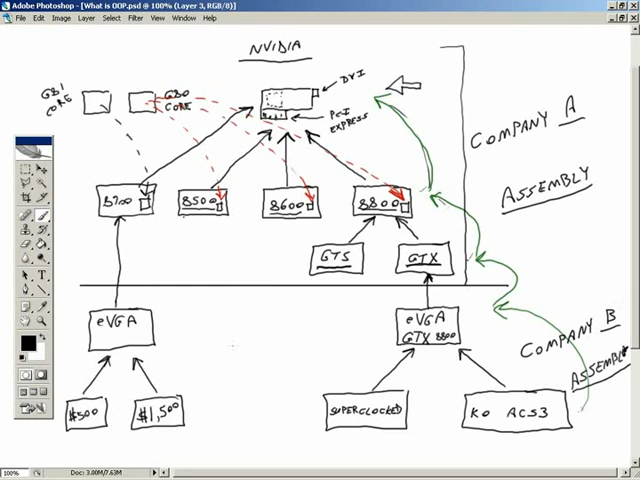 Adobe Photoshop - [What is OOP.psd @ 100% (Layer 3, RGB/8)]
File Edit Image Layer Select Filter View Window Help
NVIDIA
G81 CORE
G80 CORE
DVI
PCI EXPRESS
COMPANY A
ASSEMBLY
8500
8600
8800
GTS
GTX
eVGA
eVGA
GTX 8800
COMPANY B
ASSEMBLY
$500
$1,500
SUPERCLOCKED
KO ACS3
100%
Doc: 3.00M/7.63M